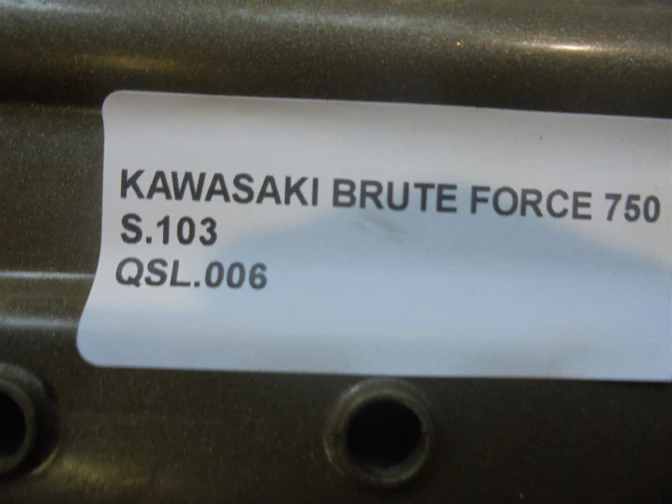 KAWASAKI BRUTE FORCE 750
S.103
QSL.006